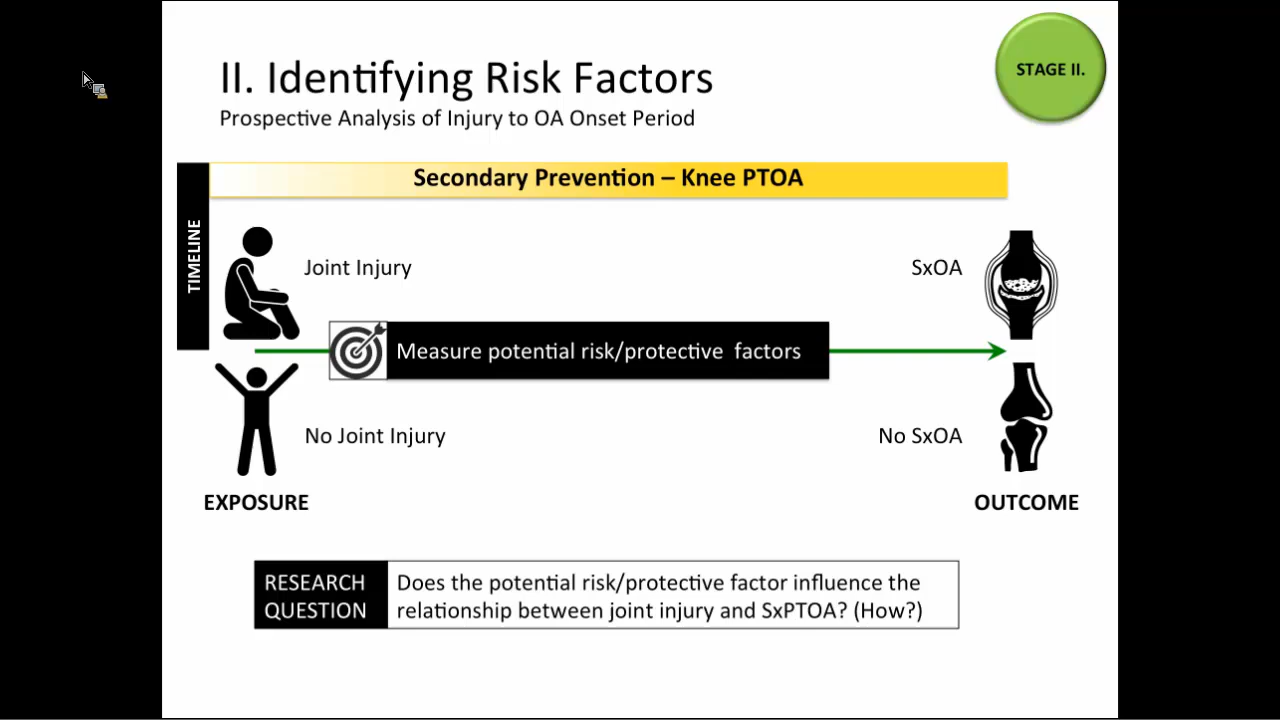 II. Identifying Risk Factors
STAGE II.
Prospective Analysis of Injury to OA Onset Period
Secondary Prevention – Knee PTOA
TIMELINE
Joint Injury
SxOA
Measure potential risk/protective factors
No Joint Injury
No SxOA
EXPOSURE
OUTCOME
RESEARCH QUESTION
Does the potential risk/protective factor influence the
relationship between joint injury and SxPTOA? (How?)